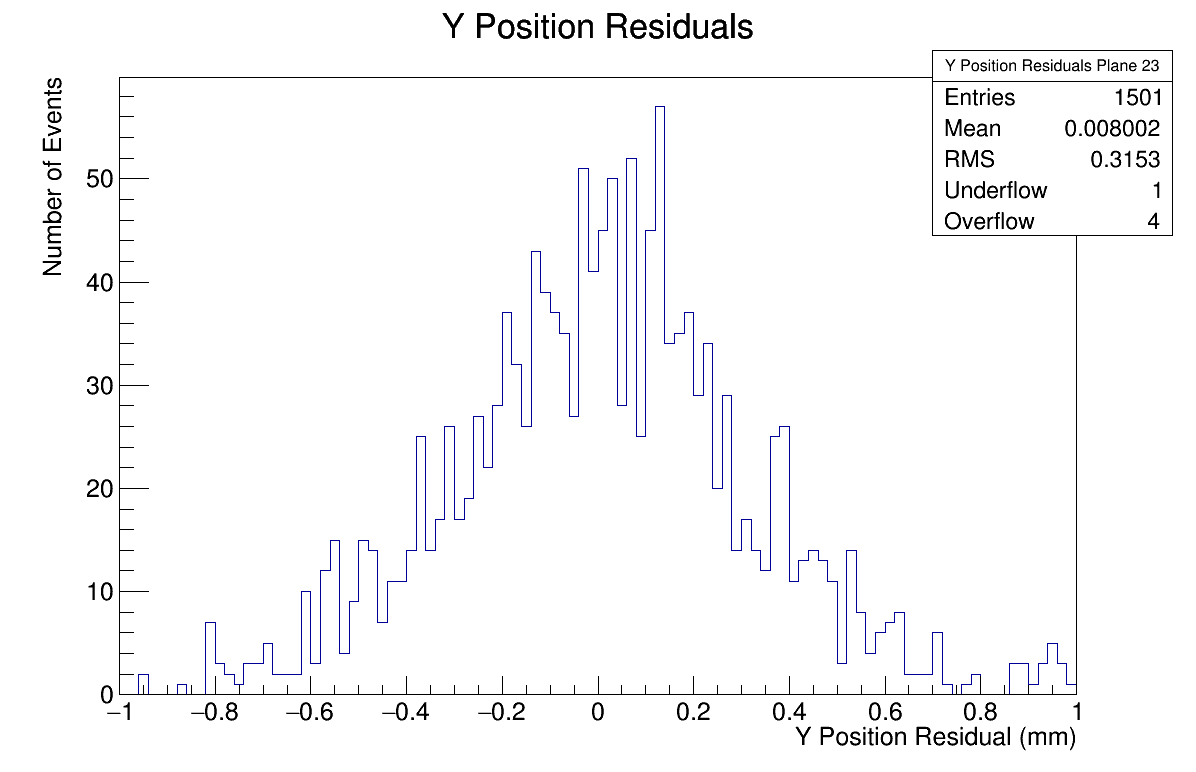 Y Position Residuals
Y Position Residuals Plane 23
Entries 1501
Mean 0.008002
RMS 0.3153
Underflow 1
Overflow 4
Number of Events
50
40
30
20
10
0
−1 −0.8 −0.6 −0.4 −0.2 0 0.2 0.4 0.6 0.8 1
Y Position Residual (mm)